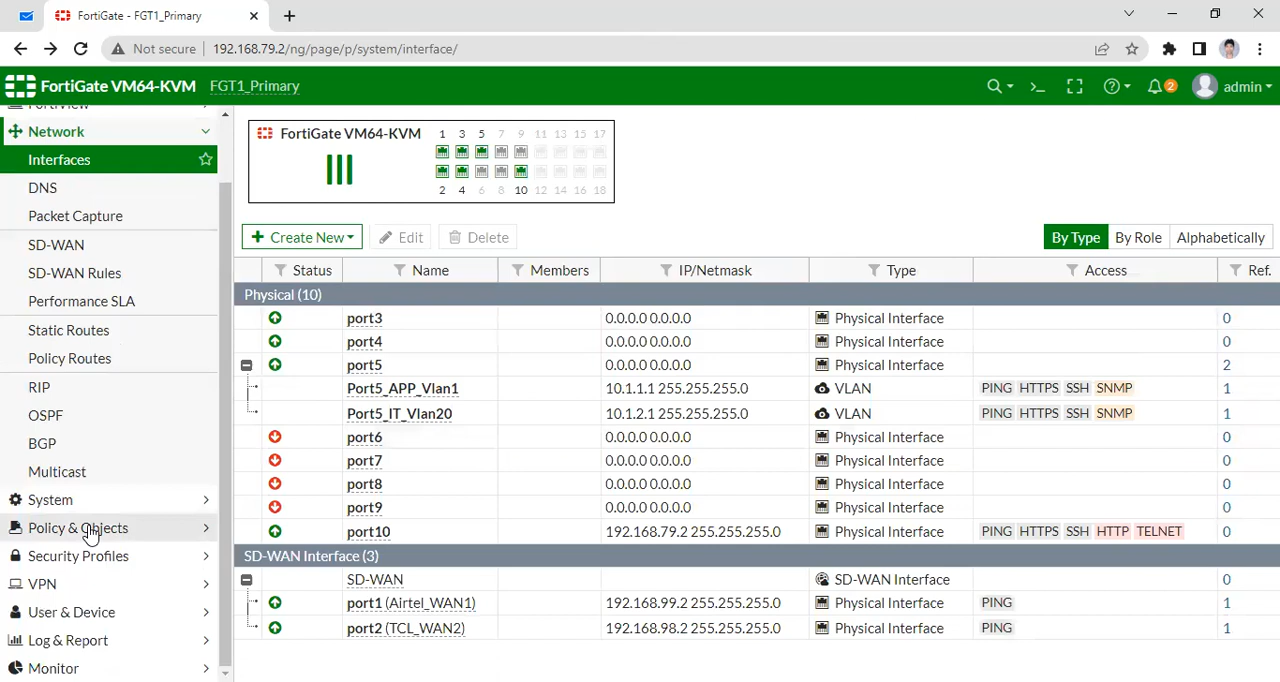 FortiGate - FGT1_Primary
Not secure 192.168.79.2/ng/page/p/system/interface/
FortiGate VM64-KVM FGT1_Primary 2 admin
FortiView
Network
Interfaces
DNS
Packet Capture
SD-WAN
SD-WAN Rules
Performance SLA
Static Routes
Policy Routes
RIP
OSPF
BGP
Multicast
System
Policy & Objects
Security Profiles
VPN
User & Device
Log & Report
Monitor
FortiGate VM64-KVM 1 3 5 7 9 11 13 15 17
2 4 6 8 10 12 14 16 18
Create New Edit Delete By Type By Role Alphabetically
Status Name Members IP/Netmask Type Access Ref.
Physical (10)
port3 0.0.0.0 0.0.0.0 Physical Interface 0
port4 0.0.0.0 0.0.0.0 Physical Interface 0
port5 0.0.0.0 0.0.0.0 Physical Interface 2
Port5_APP_Vlan1 10.1.1.1 255.255.255.0 VLAN PING HTTPS SSH SNMP 1
Port5_IT_Vlan20 10.1.2.1 255.255.255.0 VLAN PING HTTPS SSH SNMP 1
port6 0.0.0.0 0.0.0.0 Physical Interface 0
port7 0.0.0.0 0.0.0.0 Physical Interface 0
port8 0.0.0.0 0.0.0.0 Physical Interface 0
port9 0.0.0.0 0.0.0.0 Physical Interface 0
port10 192.168.79.2 255.255.255.0 Physical Interface PING HTTPS SSH HTTP TELNET 0
SD-WAN Interface (3)
SD-WAN SD-WAN Interface 0
port1 (Airtel_WAN1) 192.168.99.2 255.255.255.0 Physical Interface PING 1
port2 (TCL_WAN2) 192.168.98.2 255.255.255.0 Physical Interface PING 1